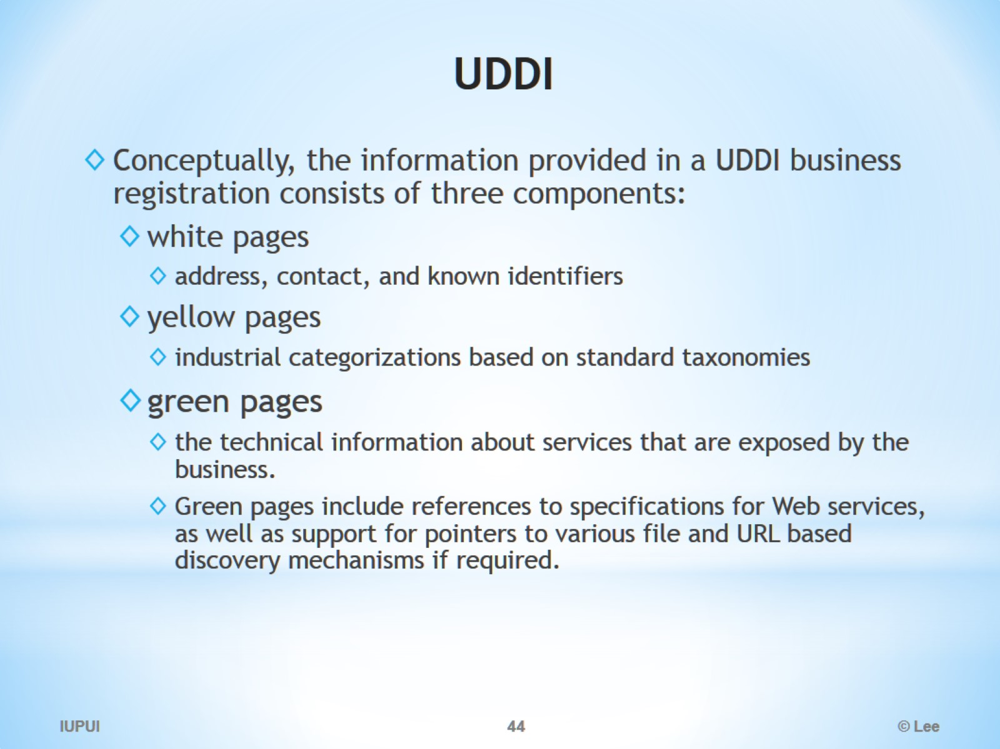 UDDI
Conceptually, the information provided in a UDDI business
registration consists of three components:
white pages
address, contact, and known identifiers
yellow pages
industrial categorizations based on standard taxonomies
green pages
the technical information about services that are exposed by the
business.
Green pages include references to specifications for Web services,
as well as support for pointers to various file and URL based
discovery mechanisms if required.
IUPUI
44
© Lee